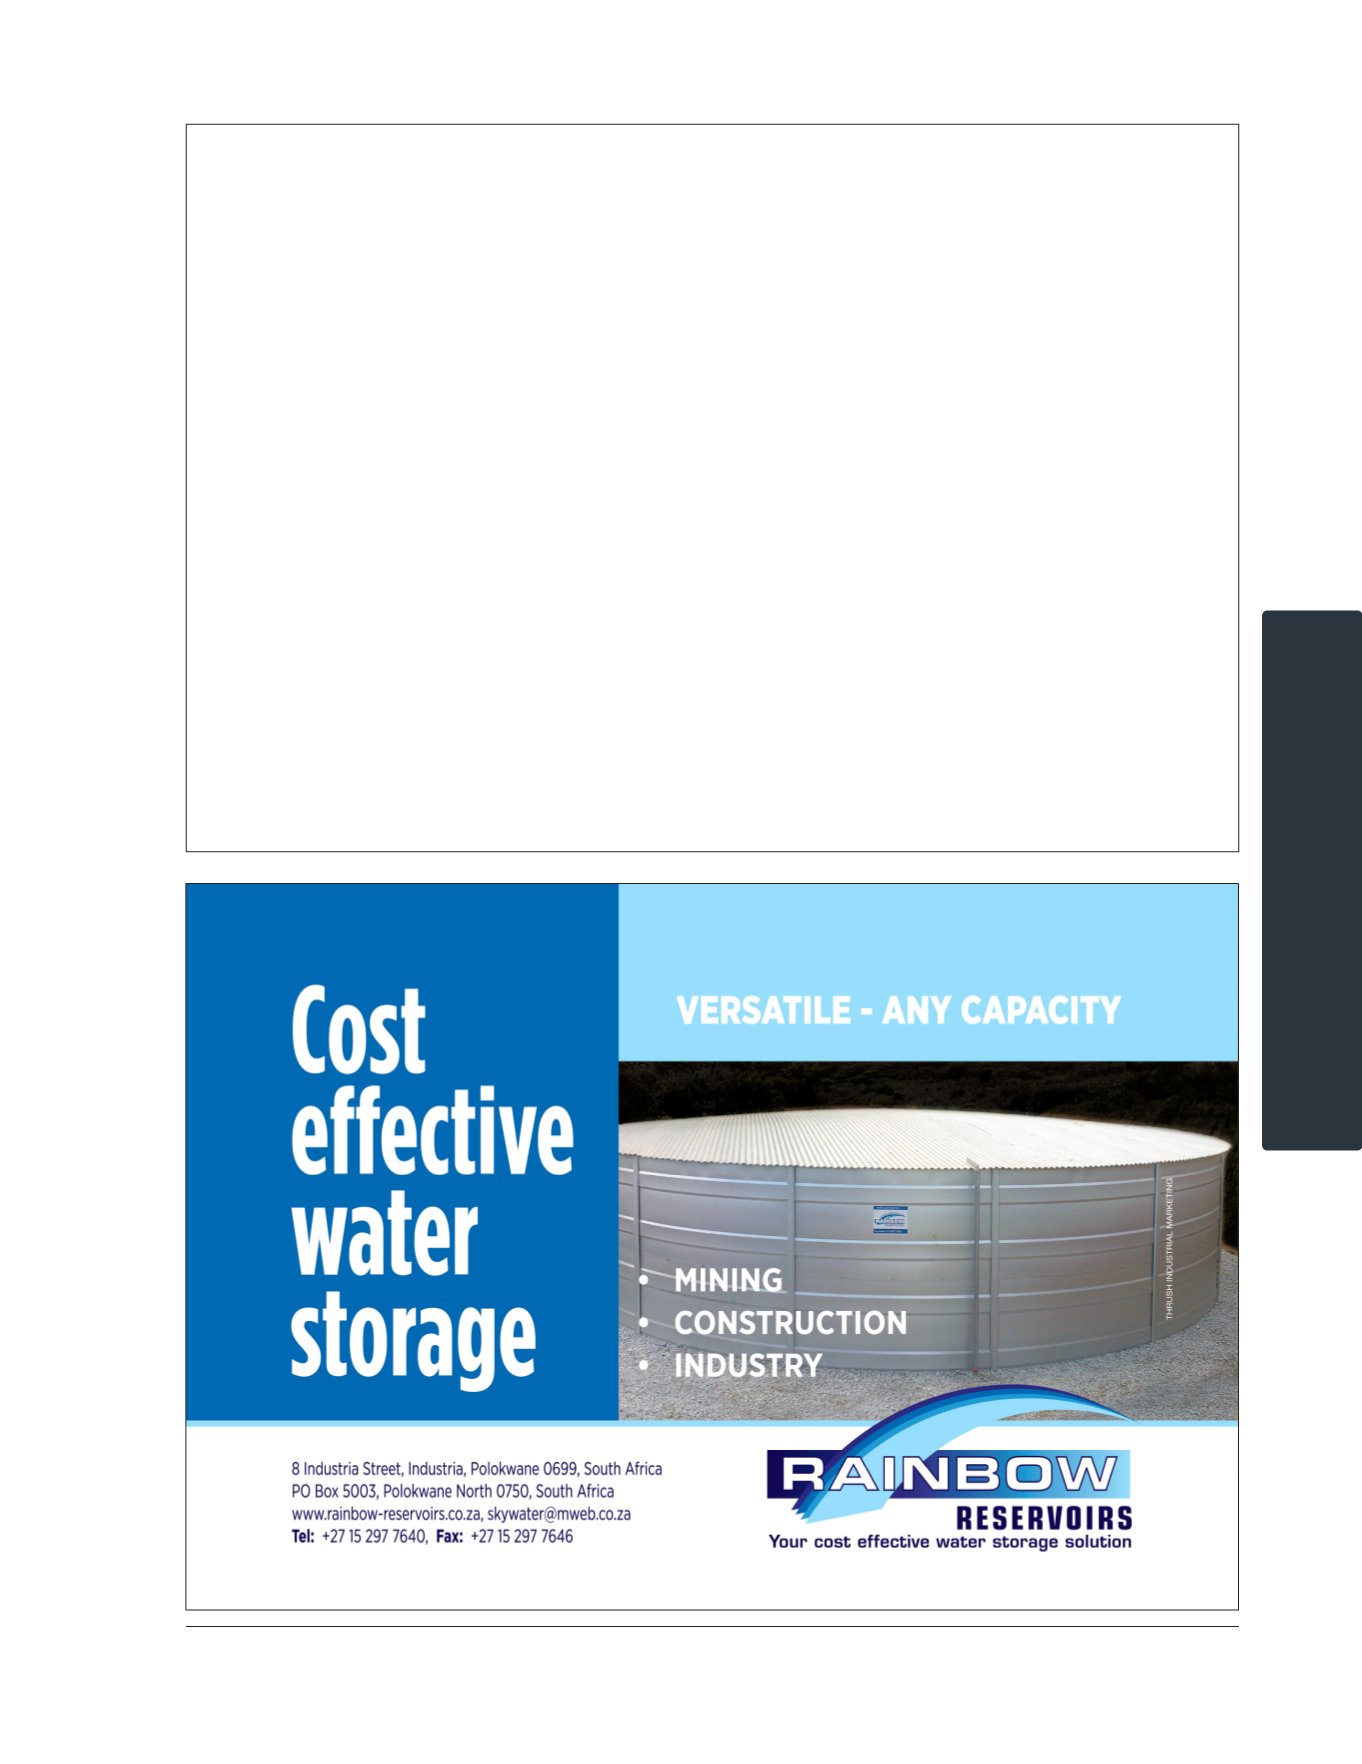 Cost
effective
water
storage
VERSATILE - ANY CAPACITY
RAINBOW
THRUSH INDUSTRIAL MARKETING
• MINING
• CONSTRUCTION
• INDUSTRY
8 Industria Street, Industria, Polokwane 0699, South Africa
PO Box 5003, Polokwane North 0750, South Africa
www.rainbow-reservoirs.co.za, skywater@mweb.co.za
Tel: +27 15 297 7640, Fax: +27 15 297 7646
RAINBOW
RESERVOIRS
Your cost effective water storage solution